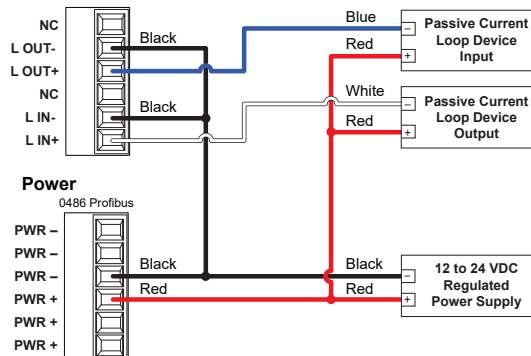 NC
L OUT-
L OUT+
NC
L IN-
L IN+
Black
Black
Blue
Red
White
Red
− Passive Current
Loop Device
+ Input
− Passive Current
Loop Device
+ Output
Power
0486 Profibus
PWR –
PWR –
PWR –
PWR +
PWR +
PWR +
Black
Red
Black
Red
− 12 to 24 VDC
Regulated
+ Power Supply